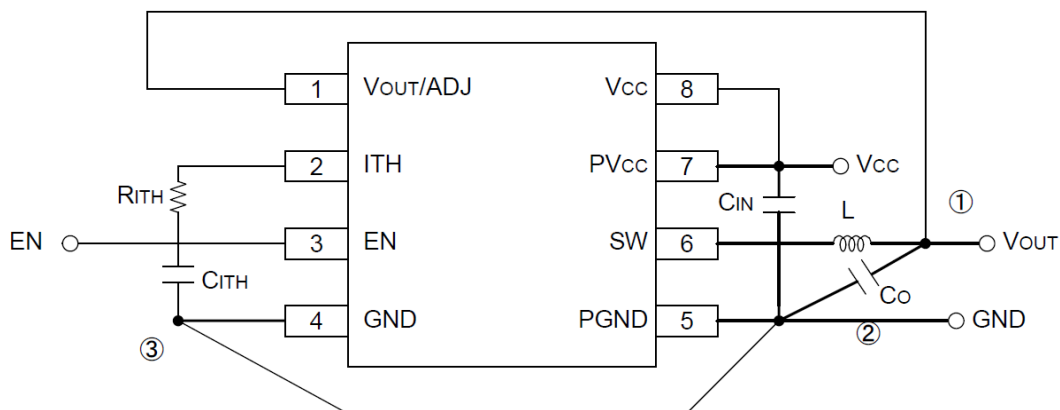 1 VOUT/ADJ VCC 8
2 ITH PVCC 7 VCC
RITH CIN L ①
EN 3 EN SW 6 VOUT
CITH CO
4 GND PGND 5 GND
③ ②